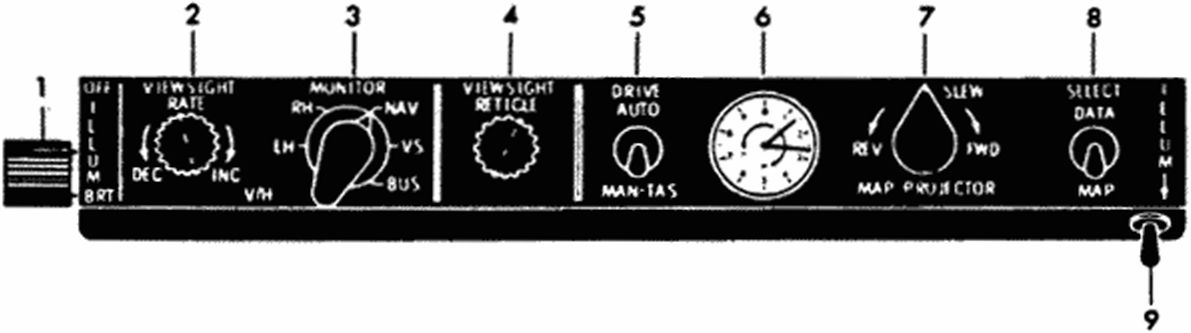 1 2 3 4 5 6 7 8
OFF
ILLUM
BRT
VIEWSIGHT
RATE
DEC INC
MONITOR
RH NAV
LH VS
V/H BUS
VIEWSIGHT
RETICLE
DRIVE
AUTO
MAN-TAS
SLEW
REV FWD
MAP PROJECTOR
SELECT
DATA
MAP
ILLUM
9